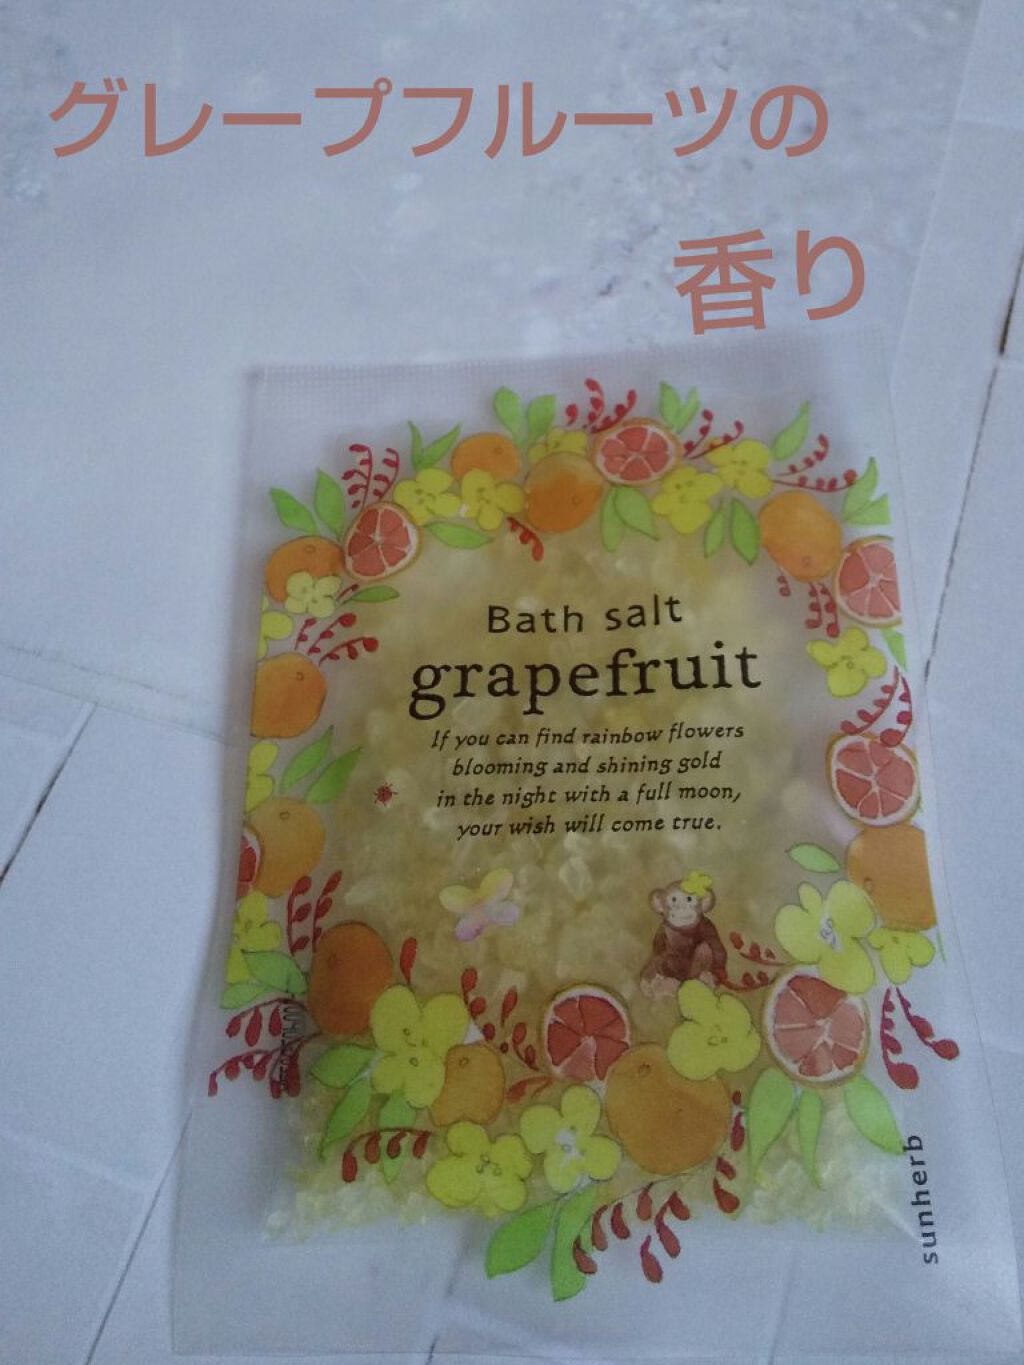 グレープフルーツの
香り
Bath salt
grapefruit
If you can find rainbow flowers
blooming and shining gold
in the night with a full moon,
your wish will come true.
sunherb